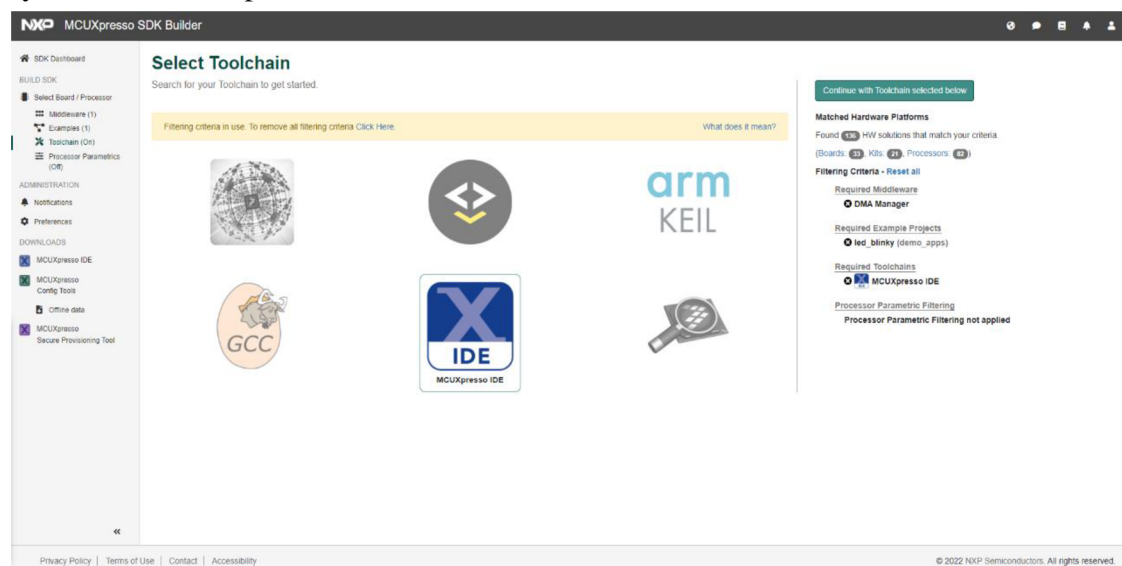 NXP MCUXpresso SDK Builder
SDK Dashboard
BUILD SDK
Select Board / Processor
Middleware (1)
Examples (1)
Toolchain (On)
Processor Parametrics
(Off)
ADMINISTRATION
Notifications
Preferences
DOWNLOADS
MCUXpresso IDE
MCUXpresso
Config Tools
Offline data
MCUXpresso
Secure Provisioning Tool
Select Toolchain
Search for your Toolchain to get started.
Filtering criteria in use. To remove all filtering criteria Click Here. What does it mean?
arm
KEIL
GCC
X
IDE
MCUXpresso IDE
Continue with Toolchain selected below
Matched Hardware Platforms
Found 136 HW solutions that match your criteria.
(Boards: 33, Kits: 21, Processors: 82)
Filtering Criteria - Reset all
Required Middleware
DMA Manager
Required Example Projects
led_blinky (demo_apps)
Required Toolchains
MCUXpresso IDE
Processor Parametric Filtering
Processor Parametric Filtering not applied
Privacy Policy | Terms of Use | Contact | Accessibility
© 2022 NXP Semiconductors. All rights reserved.